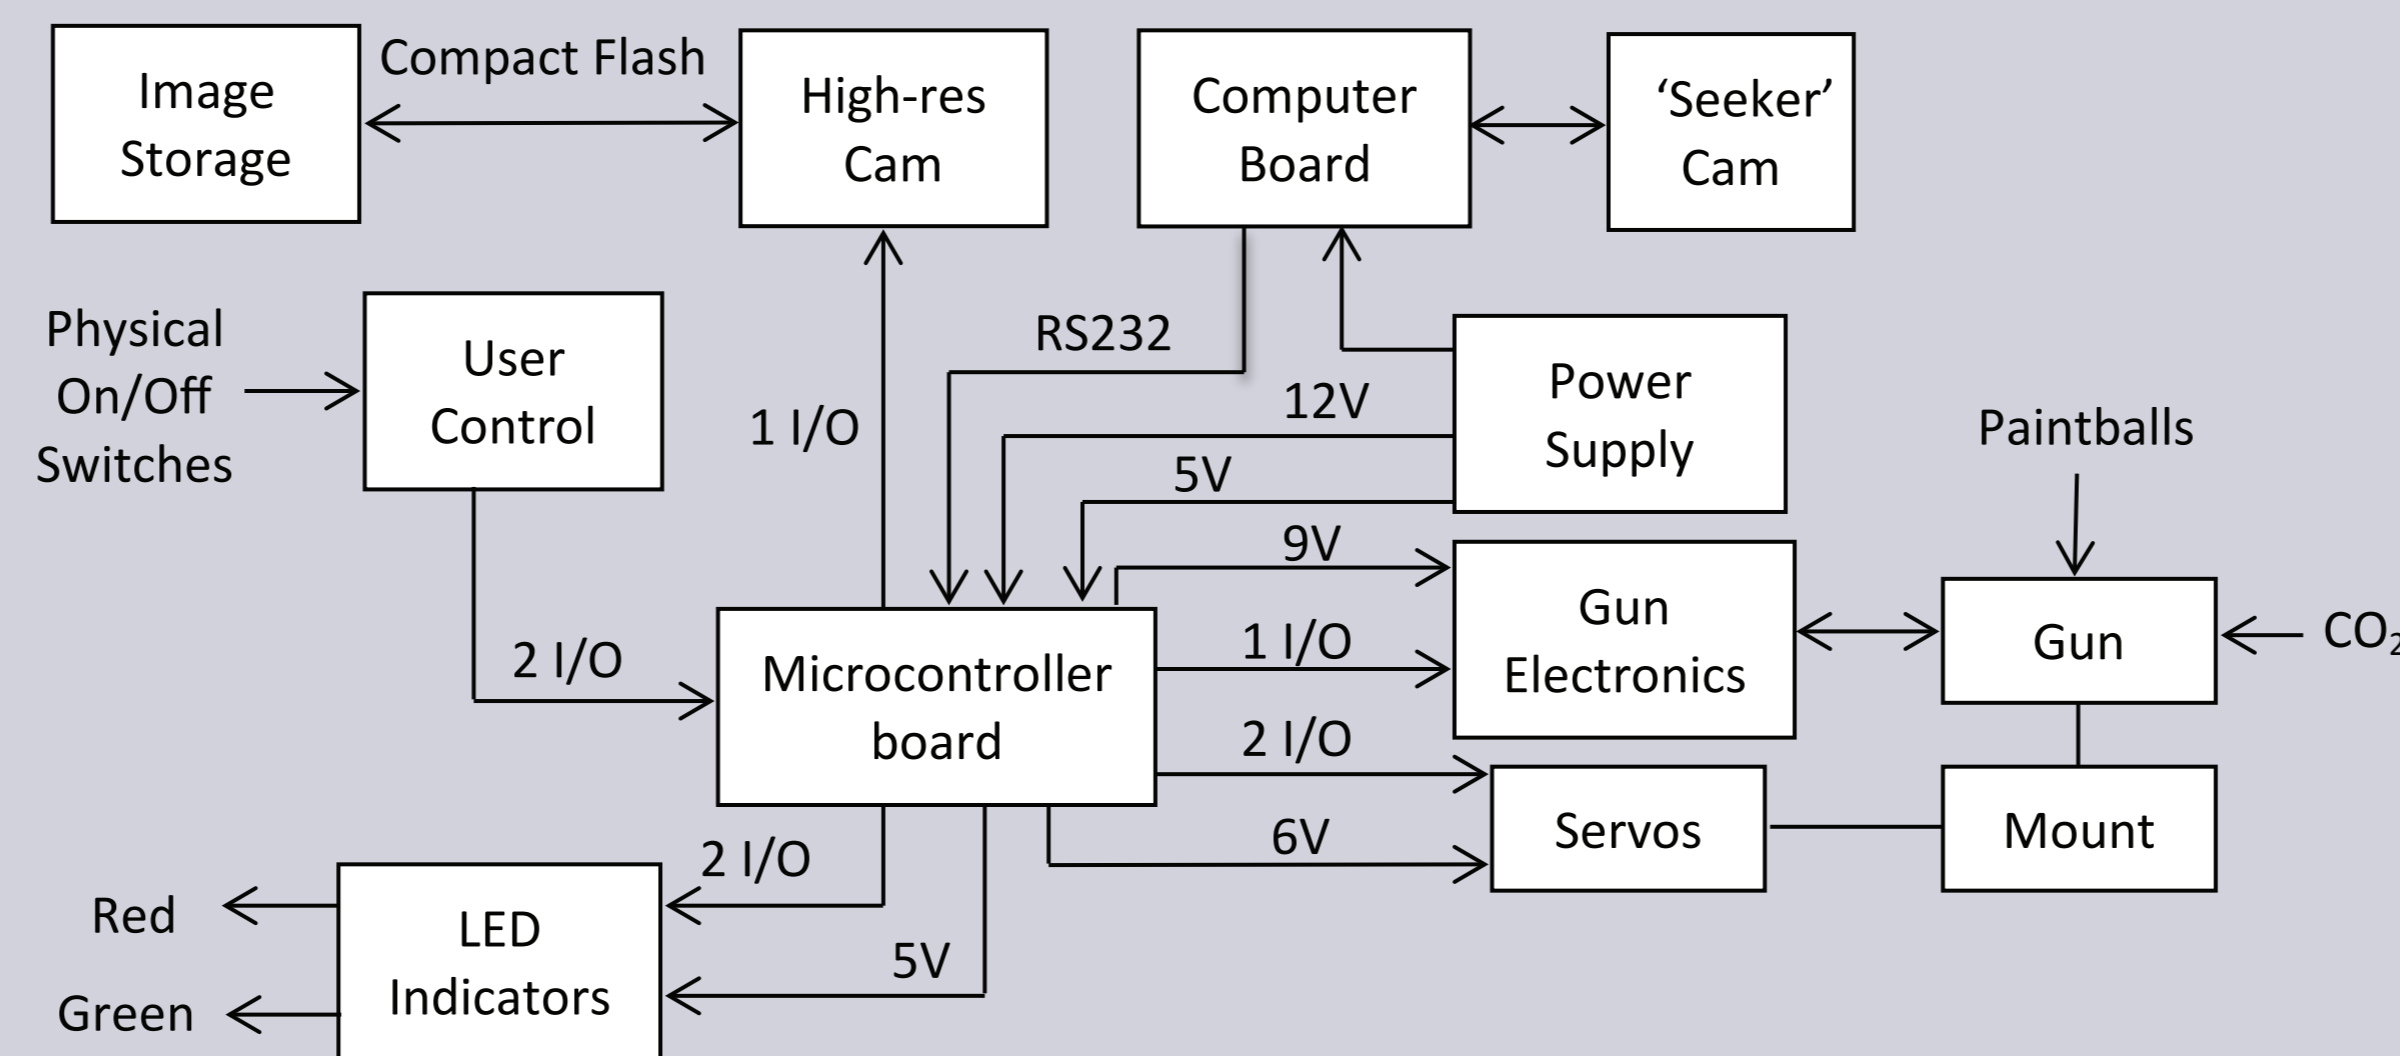 Image
Storage
Compact Flash
High-res
Cam
Computer
Board
‘Seeker’
Cam
Physical
On/Off
Switches
User
Control
1 I/O
RS232
12V
5V
Power
Supply
Paintballs
9V
1 I/O
2 I/O
6V
Gun
Electronics
Gun
CO₂
2 I/O
Microcontroller
board
Servos
Mount
2 I/O
5V
Red
Green
LED
Indicators